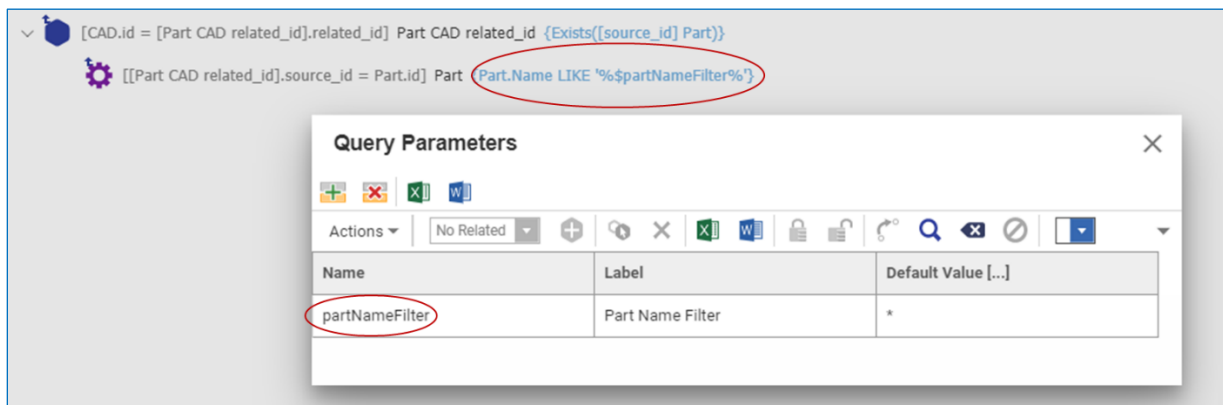 [CAD.id = [Part CAD related_id].related_id] Part CAD related_id {Exists([source_id] Part)}
[[Part CAD related_id].source_id = Part.id] Part {Part.Name LIKE '%$partNameFilter%'}
Query Parameters
Actions No Related
Name Label Default Value [...]
partNameFilter Part Name Filter *